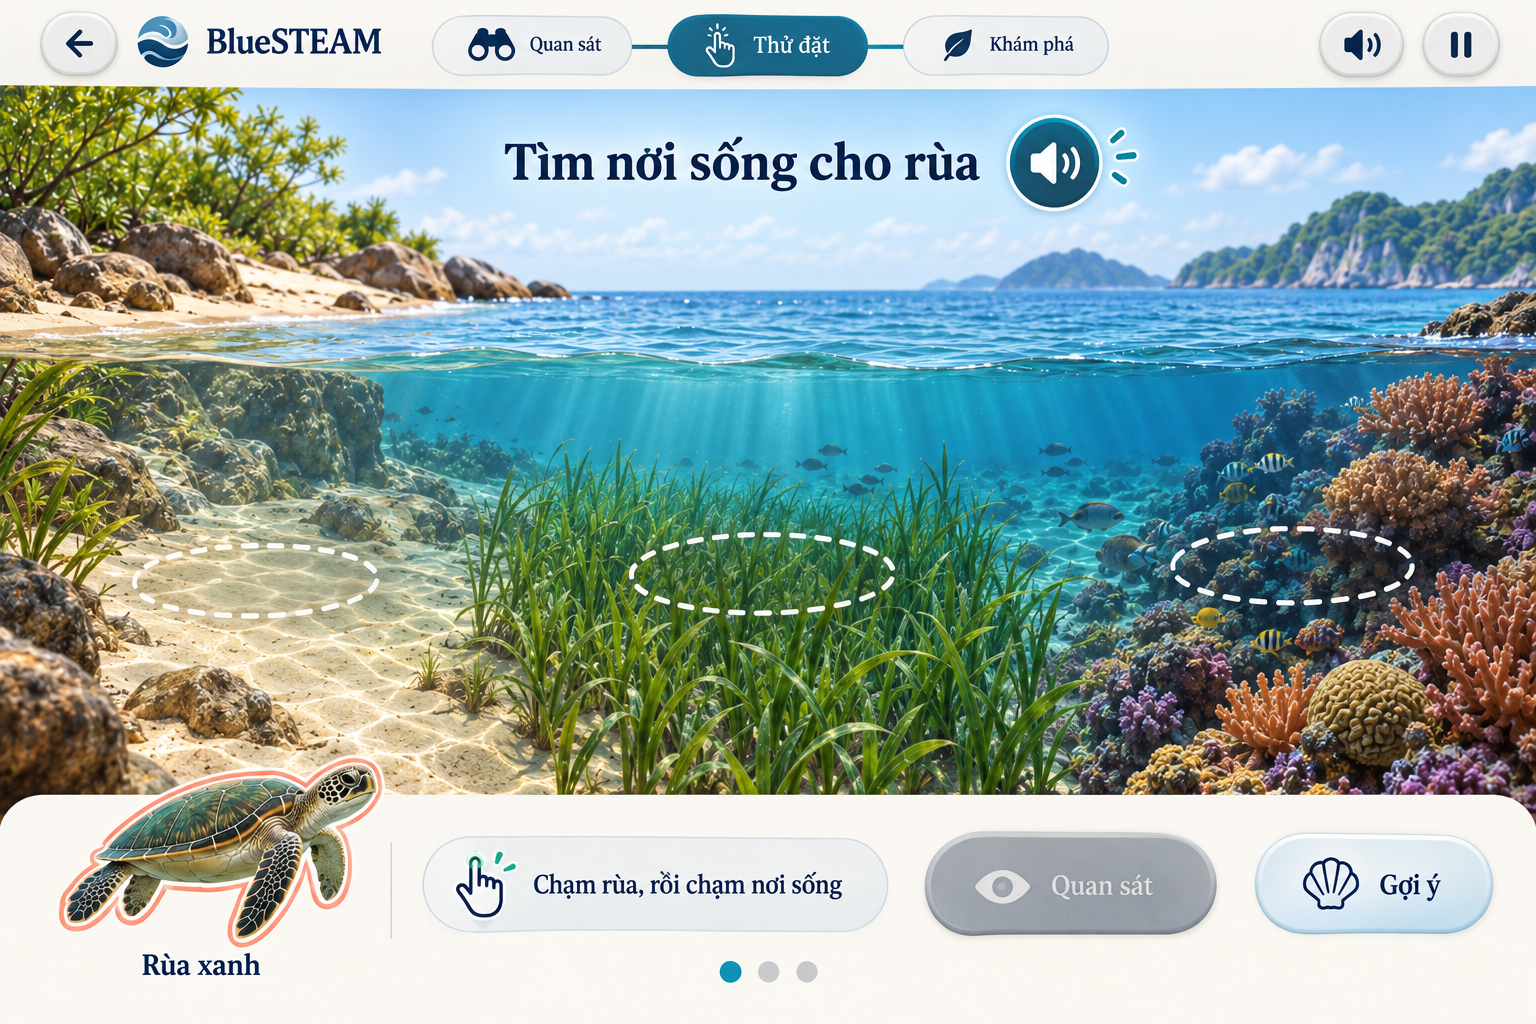 BlueSTEAM
Quan sát
Thử đặt
Khám phá
Tìm nơi sống cho rùa
Chạm rùa, rồi chạm nơi sống
Quan sát
Gợi ý
Rùa xanh